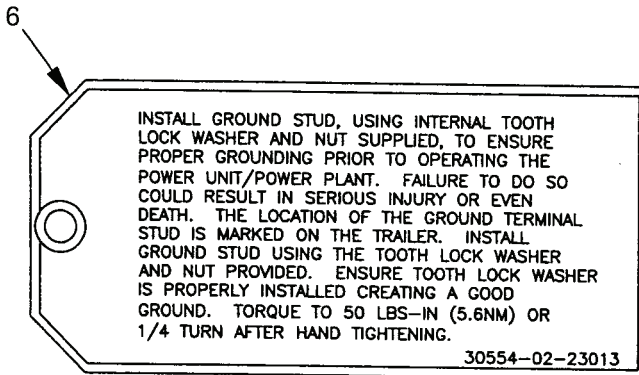 6
INSTALL GROUND STUD, USING INTERNAL TOOTH
LOCK WASHER AND NUT SUPPLIED, TO ENSURE
PROPER GROUNDING PRIOR TO OPERATING THE
POWER UNIT/POWER PLANT. FAILURE TO DO SO
COULD RESULT IN SERIOUS INJURY OR EVEN
DEATH. THE LOCATION OF THE GROUND TERMINAL
STUD IS MARKED ON THE TRAILER. INSTALL
GROUND STUD USING THE TOOTH LOCK WASHER
AND NUT PROVIDED. ENSURE TOOTH LOCK WASHER
IS PROPERLY INSTALLED CREATING A GOOD
GROUND. TORQUE TO 50 LBS-IN (5.6NM) OR
1/4 TURN AFTER HAND TIGHTENING.
30554-02-23013